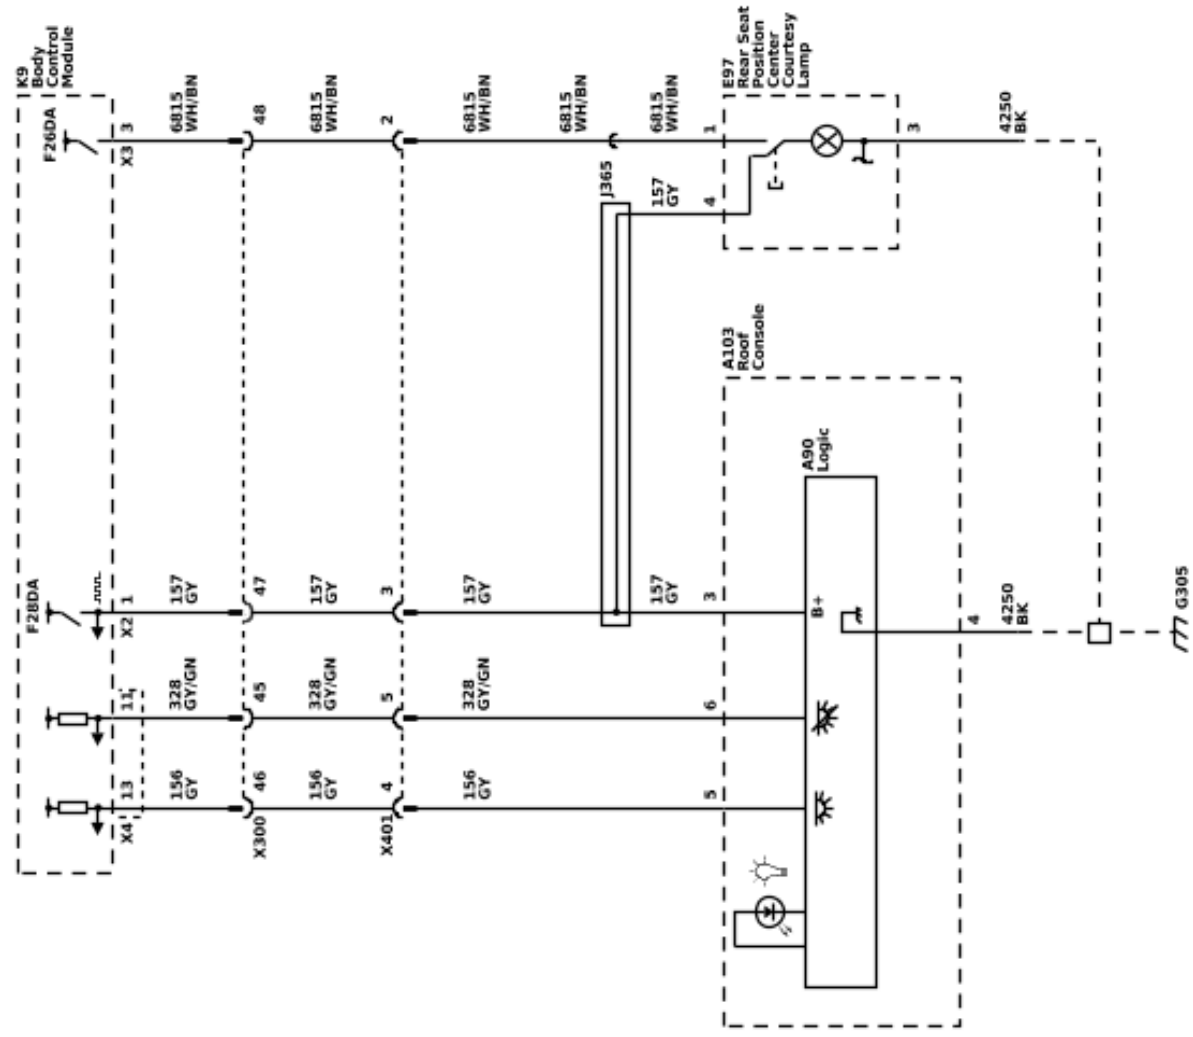 K9
Body
Control
Module
F26DA
3
X3
6815
WH/BN
48
6815
WH/BN
2
6815
WH/BN
6815
WH/BN
6815
WH/BN
1
E97
Rear Seat
Position
Center
Courtesy
Lamp
3
4250
BK
J365
157
GY
4
A103
Roof
Console
A90
Logic
F28DA
1
X2
157
GY
47
157
GY
3
157
GY
157
GY
3
B+
4
4250
BK
G305
11
328
GY/GN
45
328
GY/GN
5
328
GY/GN
6
13
X4
156
GY
46
X300
156
GY
4
X401
156
GY
5